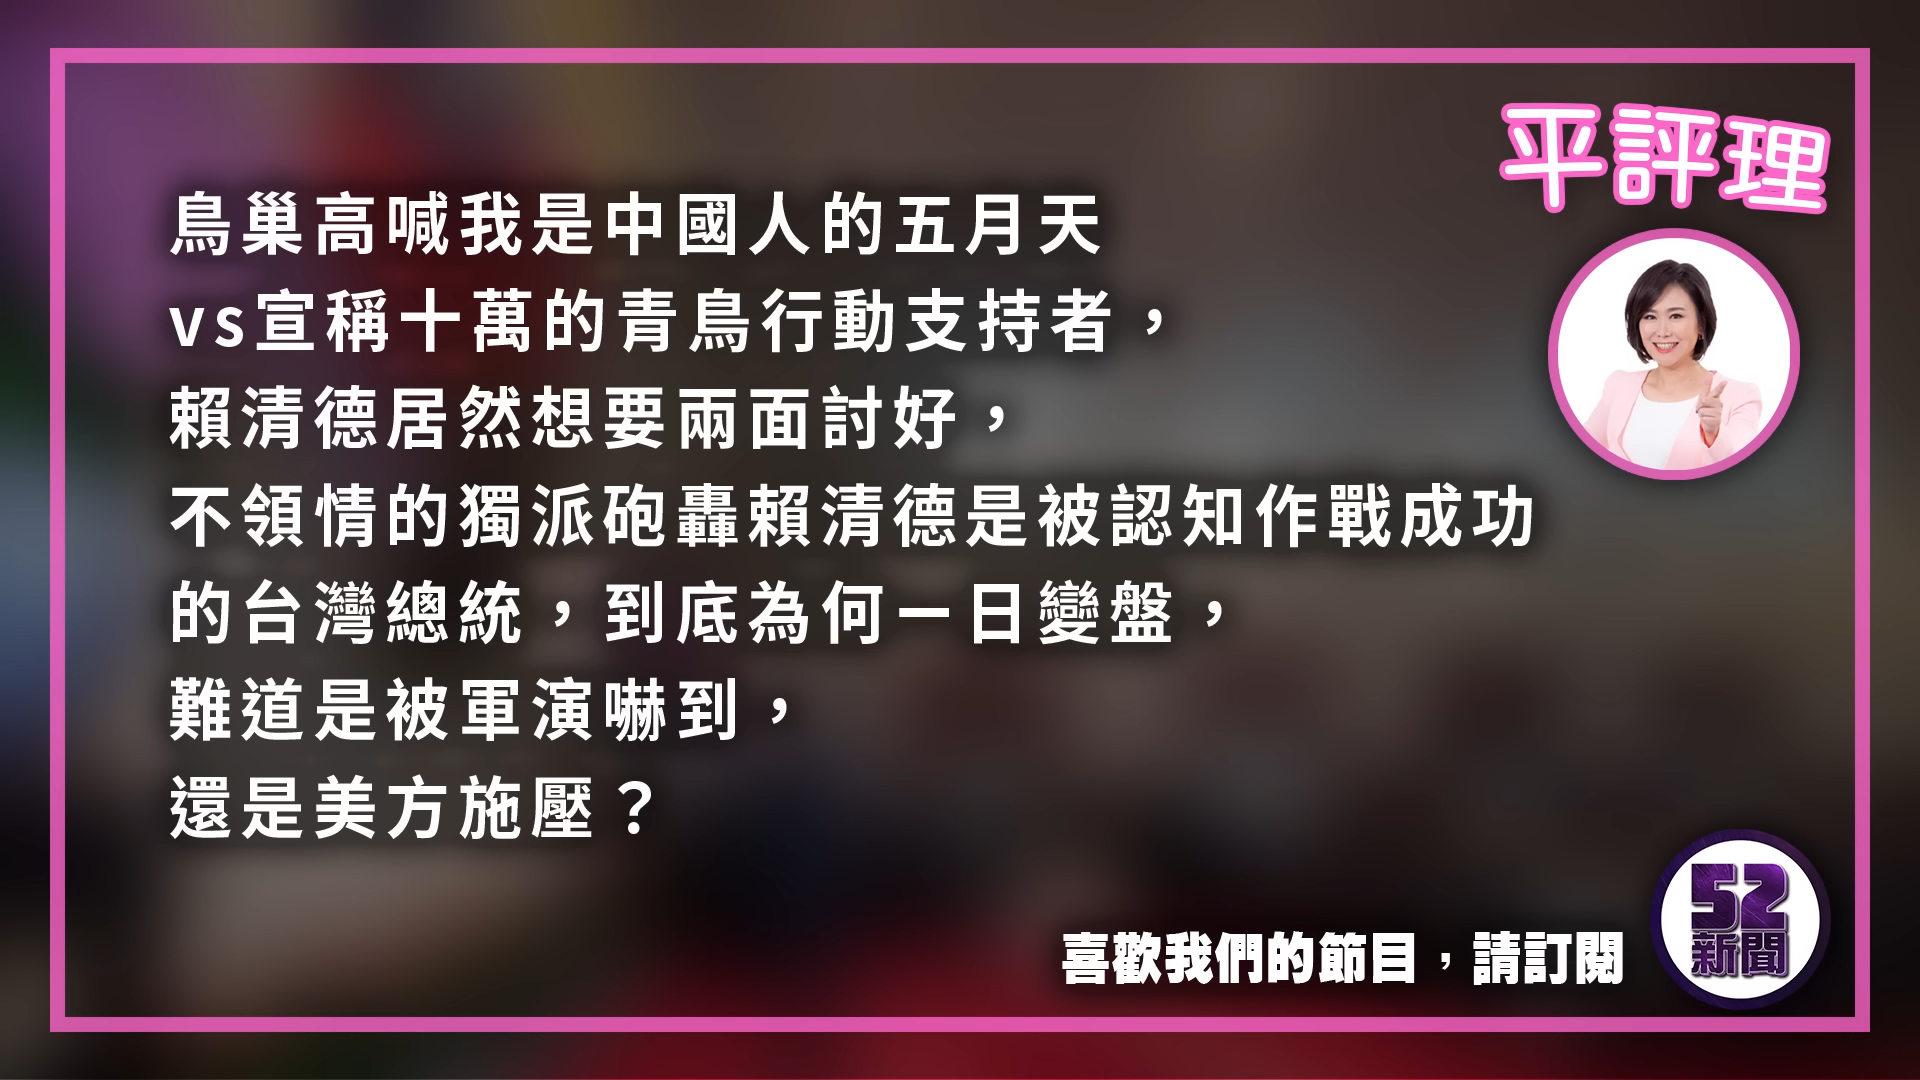 平評理
鳥巢高喊我是中國人的五月天
vs宣稱十萬的青鳥行動支持者，
賴清德居然想要兩面討好，
不領情的獨派砲轟賴清德是被認知作戰成功
的台灣總統，到底為何一日變盤，
難道是被軍演嚇到，
還是美方施壓？
喜歡我們的節目，請訂閱
52
新聞